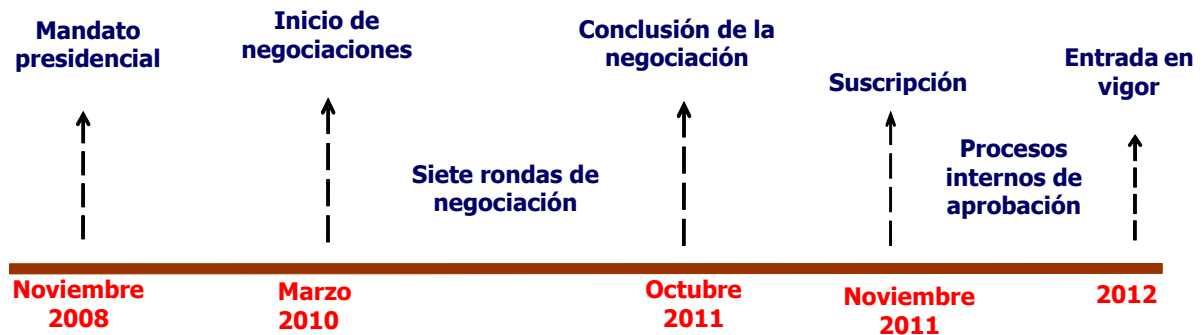 Mandato
presidencial
Inicio de
negociaciones
Conclusión de la
negociación
Suscripción
Entrada en
vigor
Siete rondas de
negociación
Procesos
internos de
aprobación
Noviembre
2008
Marzo
2010
Octubre
2011
Noviembre
2011
2012